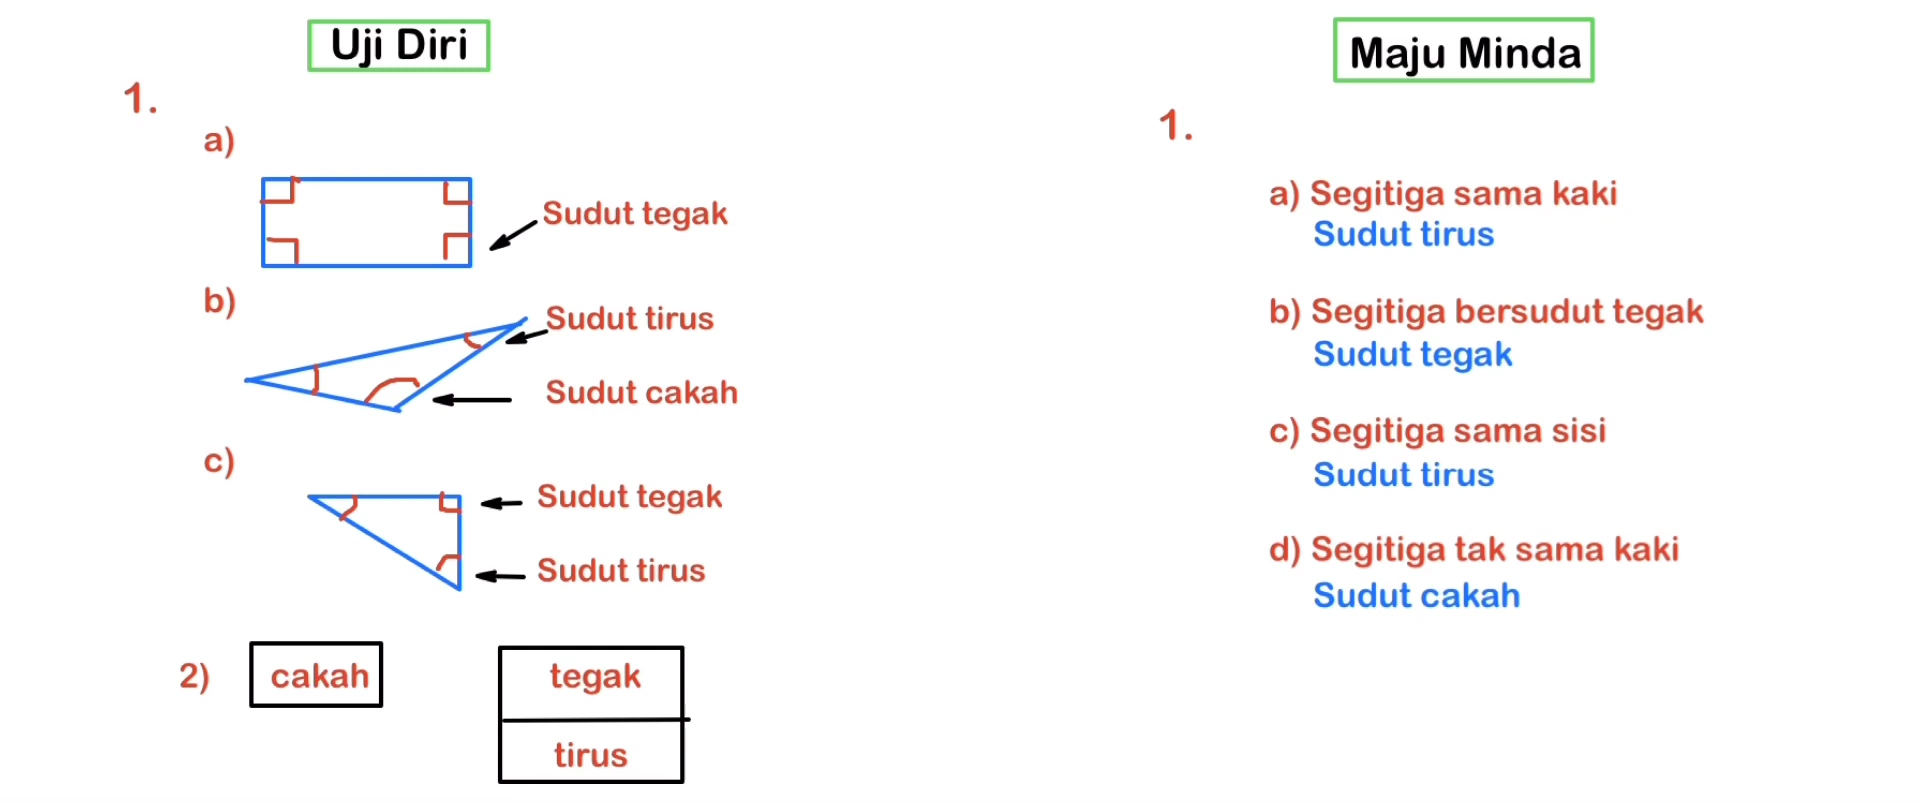 Uji Diri
1.
a)
Sudut tegak
b)
Sudut tirus
Sudut cakah
c)
Sudut tegak
Sudut tirus
2)
cakah
tegak
tirus
Maju Minda
1.
a) Segitiga sama kaki
Sudut tirus
b) Segitiga bersudut tegak
Sudut tegak
c) Segitiga sama sisi
Sudut tirus
d) Segitiga tak sama kaki
Sudut cakah